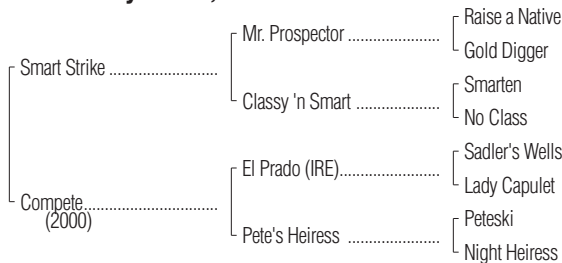 Raise a Native
Mr. Prospector
Gold Digger
Smart Strike
Smarten
Classy 'n Smart
No Class
Sadler's Wells
El Prado (IRE)
Lady Capulet
Compete
(2000)
Peteski
Pete's Heiress
Night Heiress